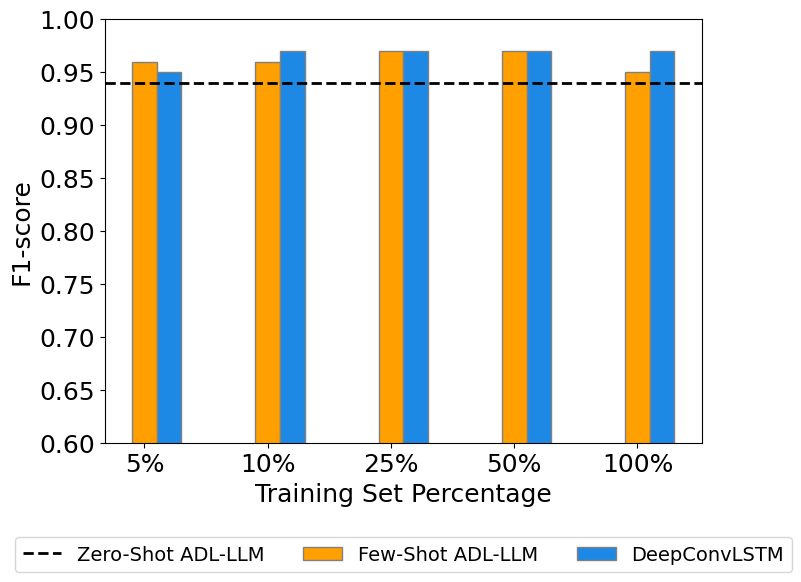 1.00
0.95
0.90
0.85
0.80
0.75
0.70
0.65
0.60
F1-score
5% 10% 25% 50% 100%
Training Set Percentage
Zero-Shot ADL-LLM Few-Shot ADL-LLM DeepConvLSTM